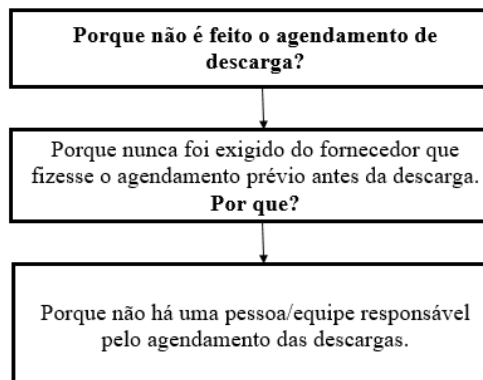 Porque não é feito o agendamento de
descarga?
Porque nunca foi exigido do fornecedor que
fizesse o agendamento prévio antes da descarga.
Por que?
Porque não há uma pessoa/equipe responsável
pelo agendamento das descargas.